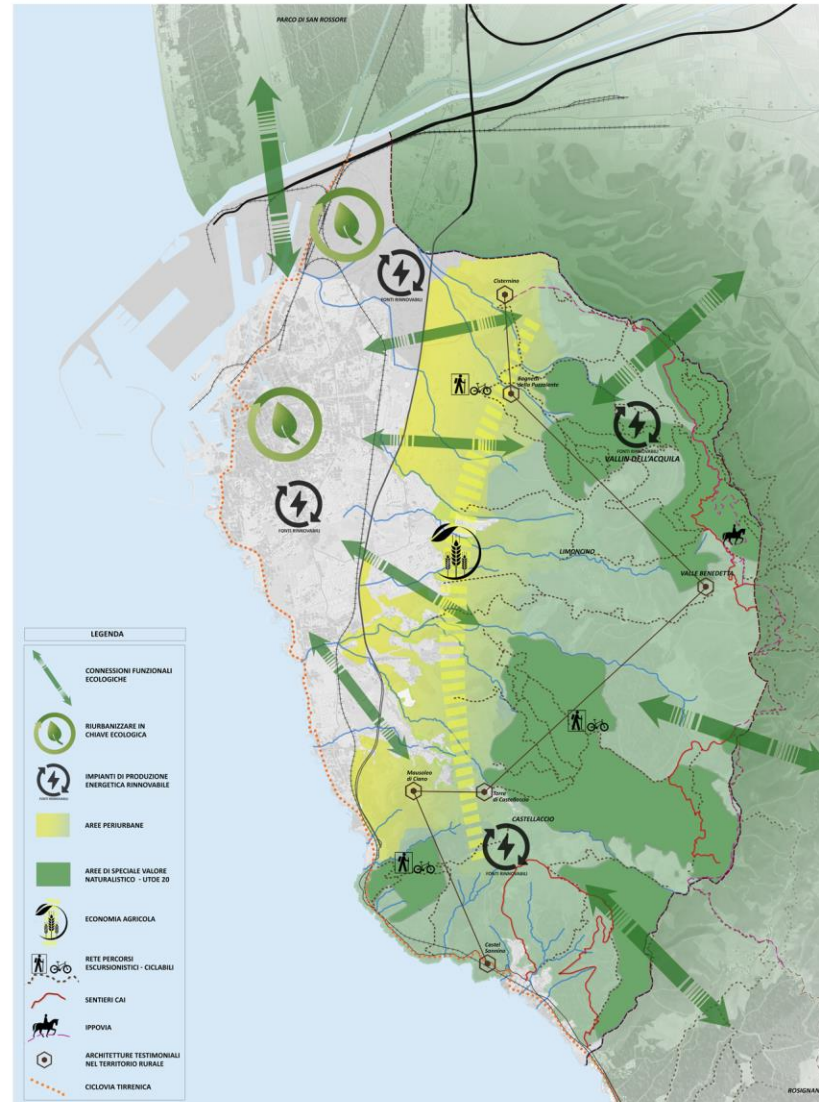 PARCO DI SAN ROSSORE
FONTI RINNOVABILI
Cisternino
Bagnetti
della Puzzolente
FONTI RINNOVABILI
VALLIN DELL'ACQUILA
FONTI RINNOVABILI
LIMONCINO
VALLE BENEDETTA
Mausoleo
di Ciano
Torre
di Castellaccio
CASTELLACCIO
FONTI RINNOVABILI
Castel
Sonnino
ROSIGNAN
LEGENDA
CONNESSIONI FUNZIONALI
ECOLOGICHE
RIURBANIZZARE IN
CHIAVE ECOLOGICA
IMPIANTI DI PRODUZIONE
ENERGETICA RINNOVABILE
FONTI RINNOVABILI
AREE PERIURBANE
AREE DI SPECIALE VALORE
NATURALISTICO - UTOE 20
ECONOMIA AGRICOLA
RETE PERCORSI
ESCURSIONISTICI - CICLABILI
SENTIERI CAI
IPPOVIA
ARCHITETTURE TESTIMONIALI
NEL TERRITORIO RURALE
CICLOVIA TIRRENICA